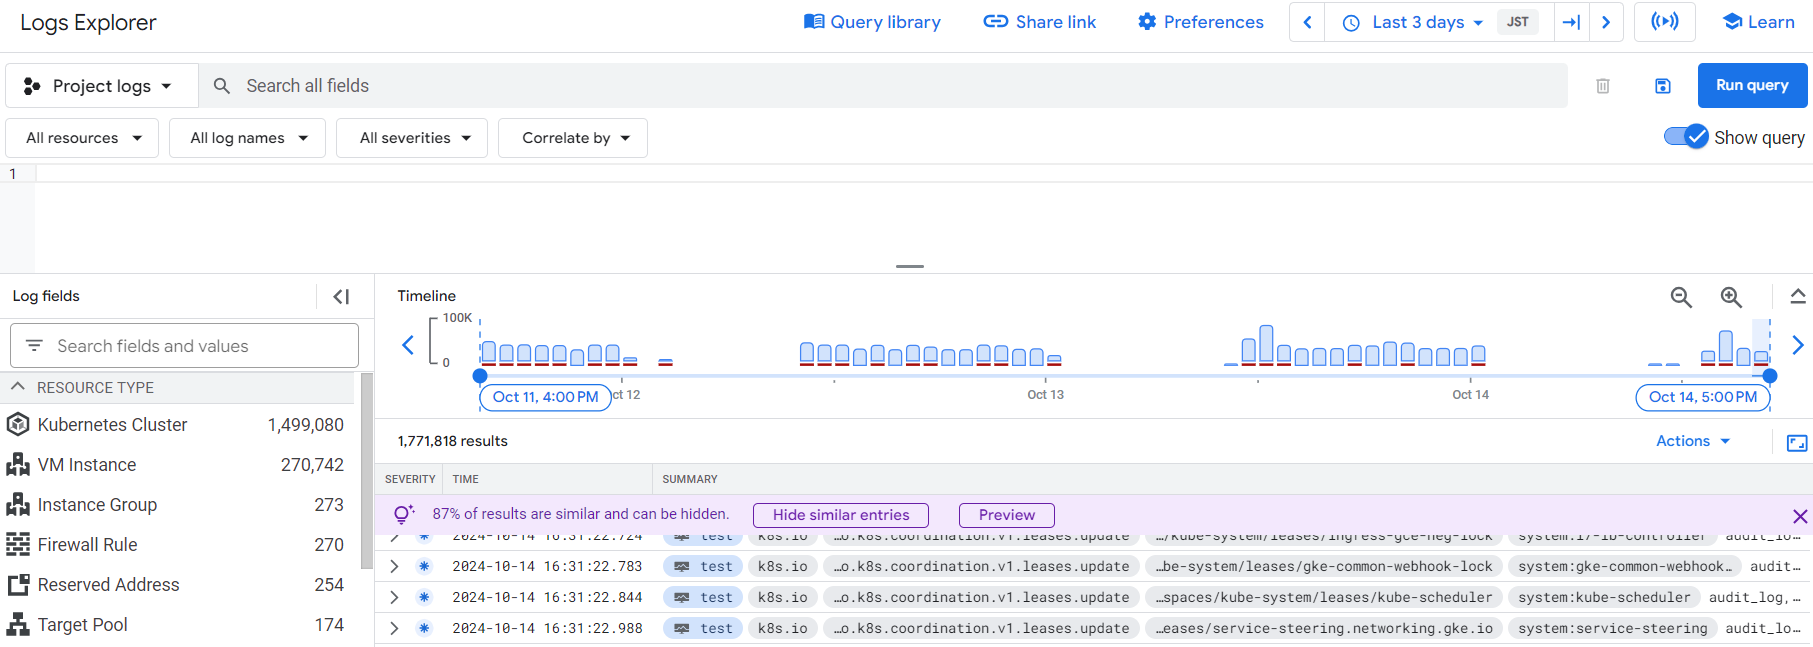 Logs Explorer
Query library
Share link
Preferences
Last 3 days
JST
Learn
Project logs
Search all fields
Run query
All resources
All log names
All severities
Correlate by
Show query
1
Log fields
Search fields and values
RESOURCE TYPE
Kubernetes Cluster 1,499,080
VM Instance 270,742
Instance Group 273
Firewall Rule 270
Reserved Address 254
Target Pool 174
Timeline
100K
0
Oct 11, 4:00 PM
ct 12
Oct 13
Oct 14
Oct 14, 5:00 PM
1,771,818 results
Actions
SEVERITY TIME SUMMARY
87% of results are similar and can be hidden.
Hide similar entries
Preview
2024-10-14 16:31:22.724 test k8s.io …o.k8s.coordination.v1.leases.update …/kube-system/leases/ingress-gce-neg-lock system:l7-lb-controller audit_lo…
2024-10-14 16:31:22.783 test k8s.io …o.k8s.coordination.v1.leases.update …be-system/leases/gke-common-webhook-lock system:gke-common-webhook… audit…
2024-10-14 16:31:22.844 test k8s.io …o.k8s.coordination.v1.leases.update …spaces/kube-system/leases/kube-scheduler system:kube-scheduler audit_log,…
2024-10-14 16:31:22.988 test k8s.io …o.k8s.coordination.v1.leases.update …eases/service-steering.networking.gke.io system:service-steering audit_lo…